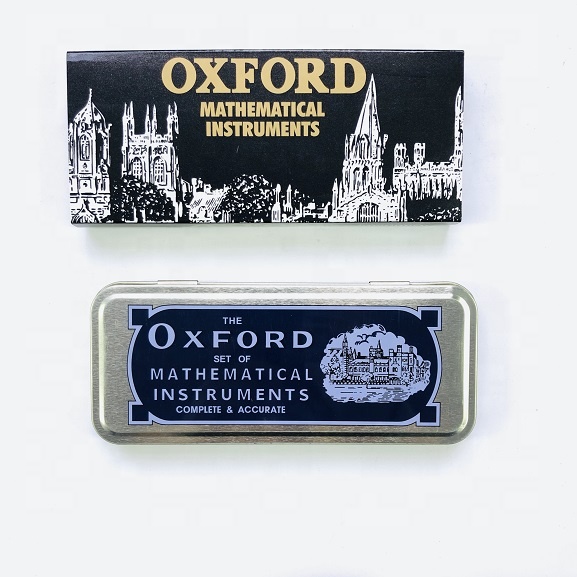 OXFORD
MATHEMATICAL
INSTRUMENTS
THE
OXFORD
SET OF
MATHEMATICAL
INSTRUMENTS
COMPLETE & ACCURATE